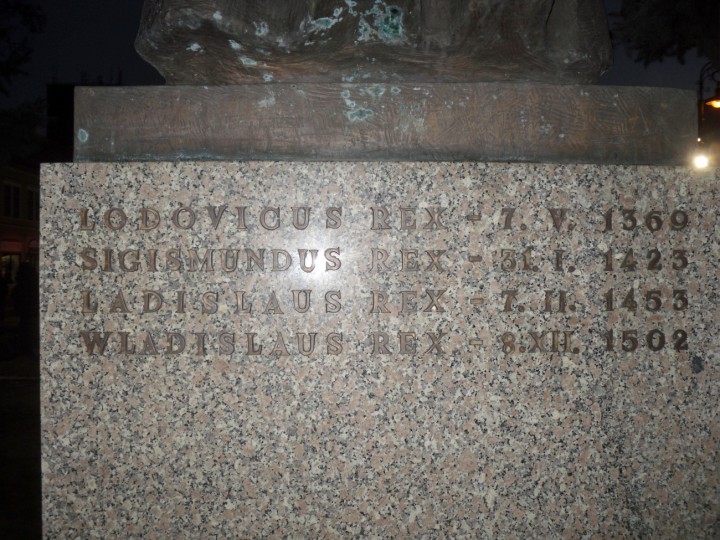 LODOVICUS REX - 7. V. 1369
SIGISMUNDUS REX - 31. I. 1423
LADISLAUS REX - 7. II. 1453
WLADISLAUS REX - 8. XII. 1502